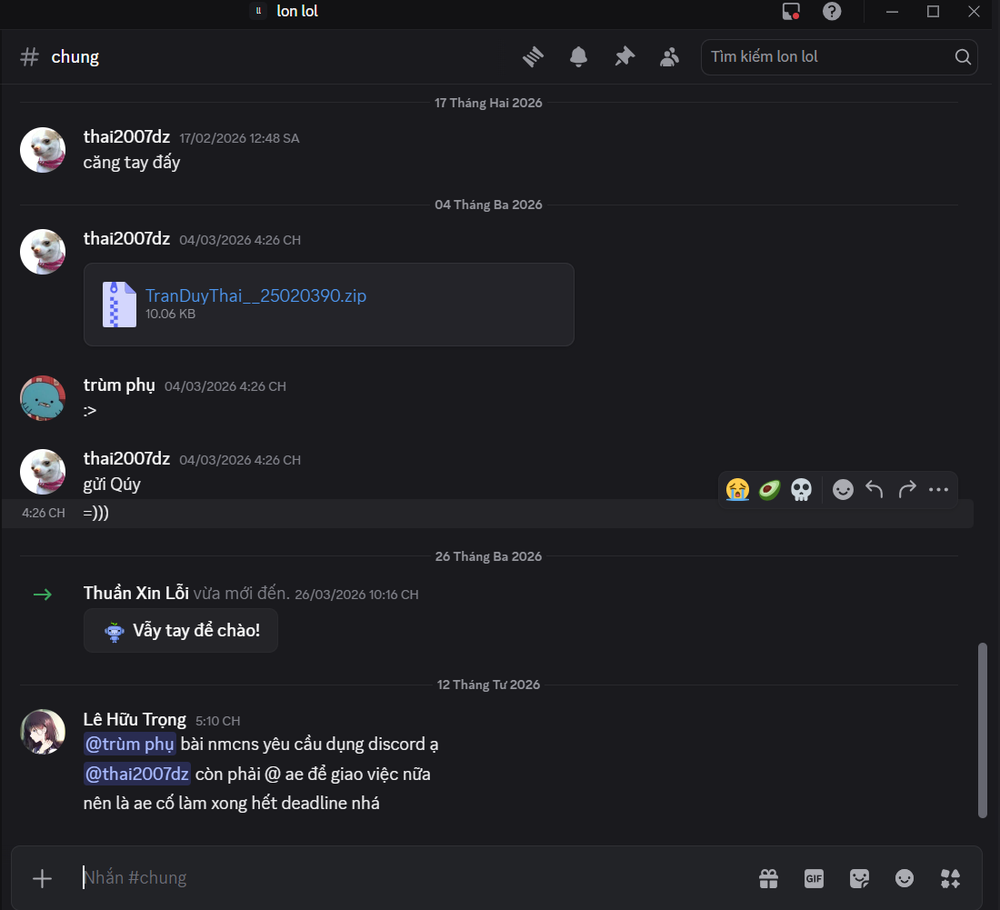 lon lol
chung
Tìm kiếm lon lol
17 Tháng Hai 2026
thai2007dz 17/02/2026 12:48 SA
căng tay đấy
04 Tháng Ba 2026
thai2007dz 04/03/2026 4:26 CH
TranDuyThai__25020390.zip
10.06 KB
trùm phụ 04/03/2026 4:26 CH
:>
thai2007dz 04/03/2026 4:26 CH
gửi Qúy
4:26 CH =)))
26 Tháng Ba 2026
Thuần Xin Lỗi vừa mới đến. 26/03/2026 10:16 CH
Vẫy tay để chào!
12 Tháng Tư 2026
Lê Hữu Trọng 5:10 CH
@trùm phụ bài nmcns yêu cầu dụng discord ạ
@thai2007dz còn phải @ ae để giao việc nữa
nên là ae cố làm xong hết deadline nhá
Nhắn #chung
GIF